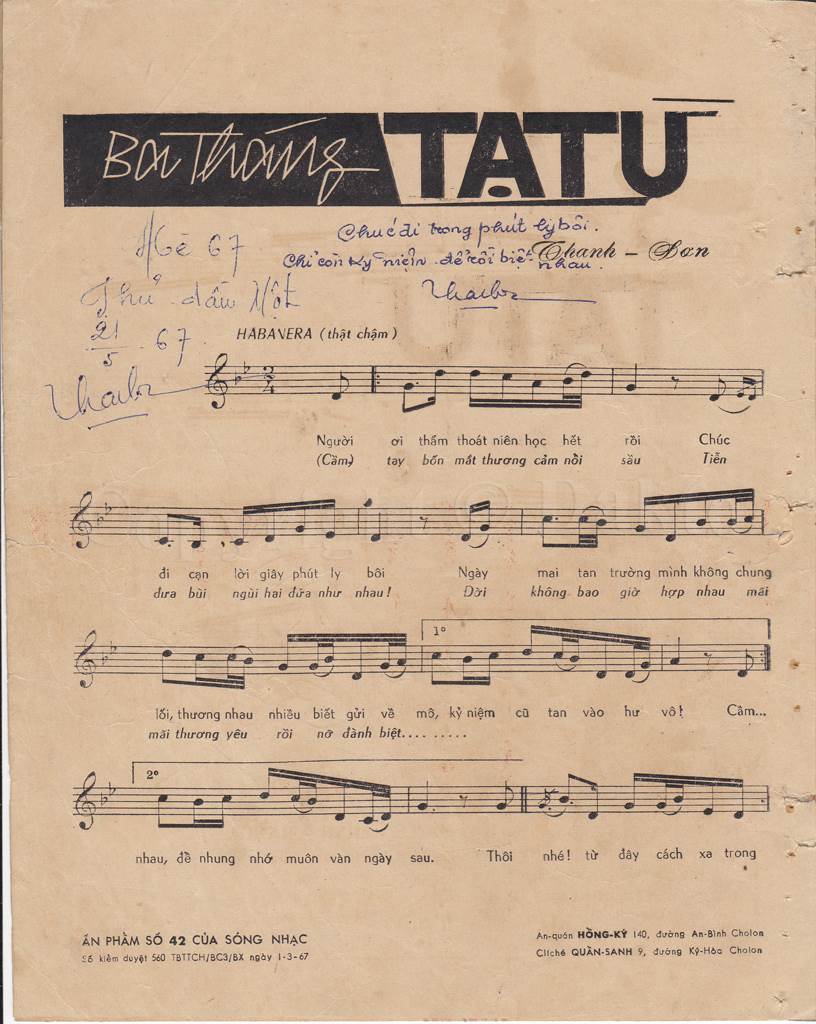 Ba Tháng TẠ TỪ
Hè 67
Chuế đi trong phút ly bôi.
Chỉ còn kỷ niệm để rồi biệt nhau.
Thanh - Sơn
Thủ dầu Một
21/5 67
HABANERA (thật chậm)
Người ơi thấm thoát niên học hết rồi Chúc
(Cầm) tay bốn mắt thương cảm nỗi sầu Tiễn
đi cạn lời giây phút ly bôi Ngày mai tan trường mình không chung
đưa bùi ngùi hai đứa như nhau! Đời không bao giờ hợp nhau mãi
1º
lối, thương nhau nhiều biết gửi về mô, kỷ niệm cũ tan vào hư vô! Cầm...
mãi thương yêu rồi nỡ đành biệt..........
2º
nhau, để nhung nhớ muôn vàn ngày sau. Thôi nhé! từ đây cách xa trong
ẤN PHẨM SỐ 42 CỦA SÓNG NHẠC
Số kiểm duyệt 560 TBTTCH/BC3/BX ngày 1-3-67
An-quán HỒNG-KỲ 140, đường An-Bình Cholon
Cliché QUẦN-SANH 9, đường Ký-Hòa Cholon